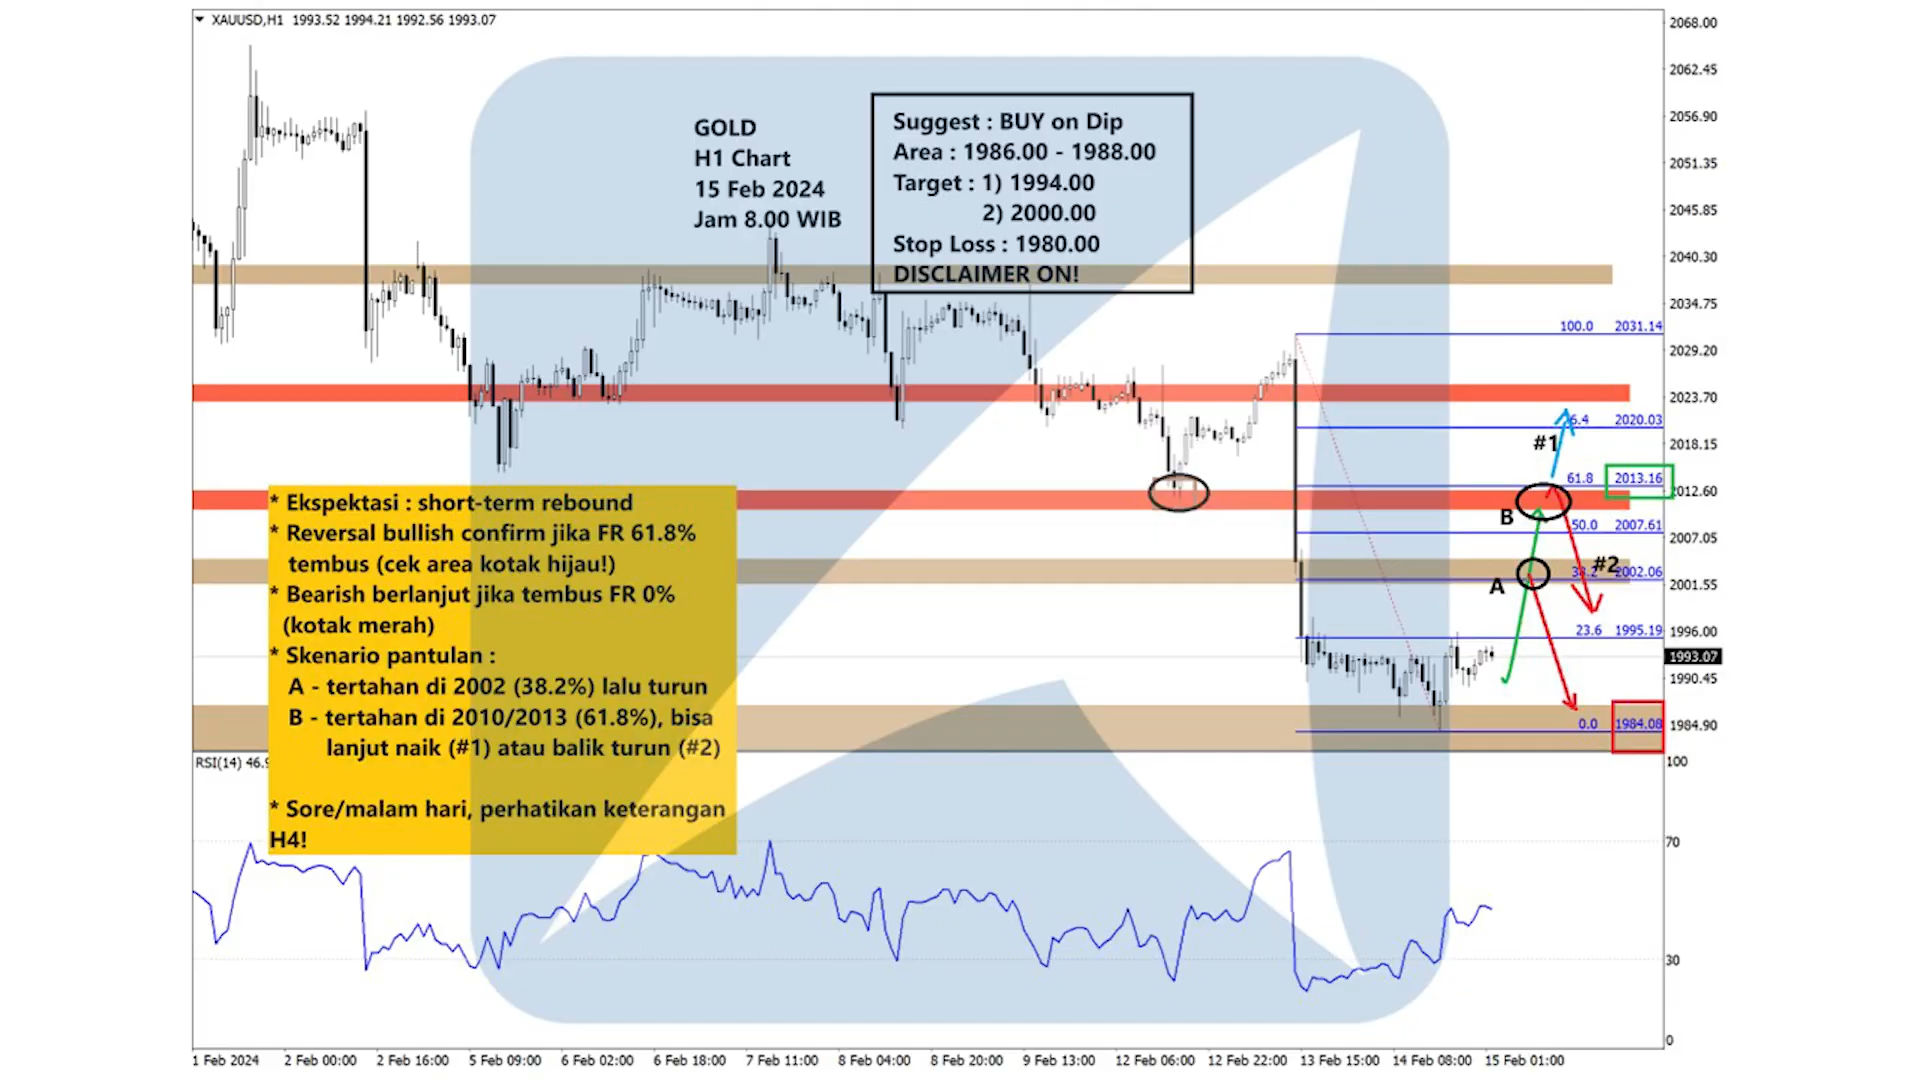 XAUUSD,H1 1993.52 1994.21 1992.56 1993.07
GOLD
H1 Chart
15 Feb 2024
Jam 8.00 WIB
Suggest : BUY on Dip
Area : 1986.00 - 1988.00
Target : 1) 1994.00
2) 2000.00
Stop Loss : 1980.00
DISCLAIMER ON!
* Ekspektasi : short-term rebound
* Reversal bullish confirm jika FR 61.8%
tembus (cek area kotak hijau!)
* Bearish berlanjut jika tembus FR 0%
(kotak merah)
* Skenario pantulan :
A - tertahan di 2002 (38.2%) lalu turun
B - tertahan di 2010/2013 (61.8%), bisa
lanjut naik (#1) atau balik turun (#2)
* Sore/malam hari, perhatikan keterangan
H4!
100.0 2031.14
6.4 2020.03
#1
61.8 2013.16
B
50.0 2007.61
#2
2002.06
A
23.6 1995.19
0.0 1984.08
2068.00
2062.45
2056.90
2051.35
2045.85
2040.30
2034.75
2029.20
2023.70
2018.15
2012.60
2007.05
2001.55
1996.00
1993.07
1990.45
1984.90
RSI(14) 46.9
100
70
30
0
1 Feb 2024 2 Feb 00:00 2 Feb 16:00 5 Feb 09:00 6 Feb 02:00 6 Feb 18:00 7 Feb 11:00 8 Feb 04:00 8 Feb 20:00 9 Feb 13:00 12 Feb 06:00 12 Feb 22:00 13 Feb 15:00 14 Feb 08:00 15 Feb 01:00